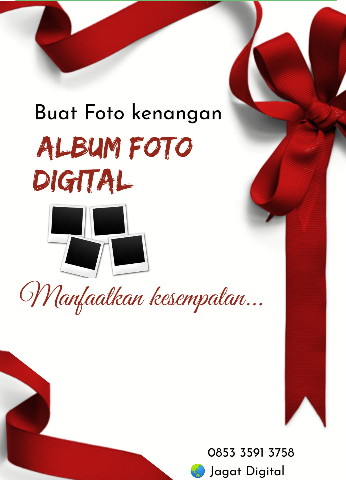 Buat Foto kenangan
ALBUM FOTO
DIGITAL
Manfaatkan kesempatan...
0853 3591 3758
Jagat Digital